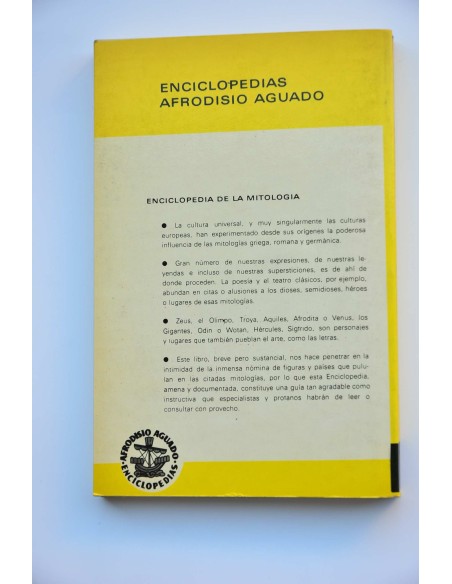 ENCICLOPEDIAS
AFRODISIO AGUADO
ENCICLOPEDIA DE LA MITOLOGIA
● La cultura universal, y muy singularmente las culturas
europeas, han experimentado desde sus orígenes la poderosa
influencia de las mitologías griega, romana y germánica.
● Gran número de nuestras expresiones, de nuestras le-
yendas e incluso de nuestras supersticiones, es de ahí de
donde proceden. La poesía y el teatro clásicos, por ejemplo,
abundan en citas o alusiones a los dioses, semidioses, héroes
o lugares de esas mitologías.
● Zeus, el Olimpo, Troya, Aquiles, Afrodita o Venus, los
Gigantes, Odín o Wotan, Hércules, Sigfrido, son personajes
y lugares que también pueblan el arte, como las letras.
● Este libro, breve pero sustancial, nos hace penetrar en la
intimidad de la inmensa nómina de figuras y países que pulu-
lan en las citadas mitologías, por lo que esta Enciclopedia,
amena y documentada, constituye una guía tan agradable como
instructiva que especialistas y profanos habrán de leer o
consultar con provecho.
AFRODISIO AGUADO
ENCICLOPEDIAS